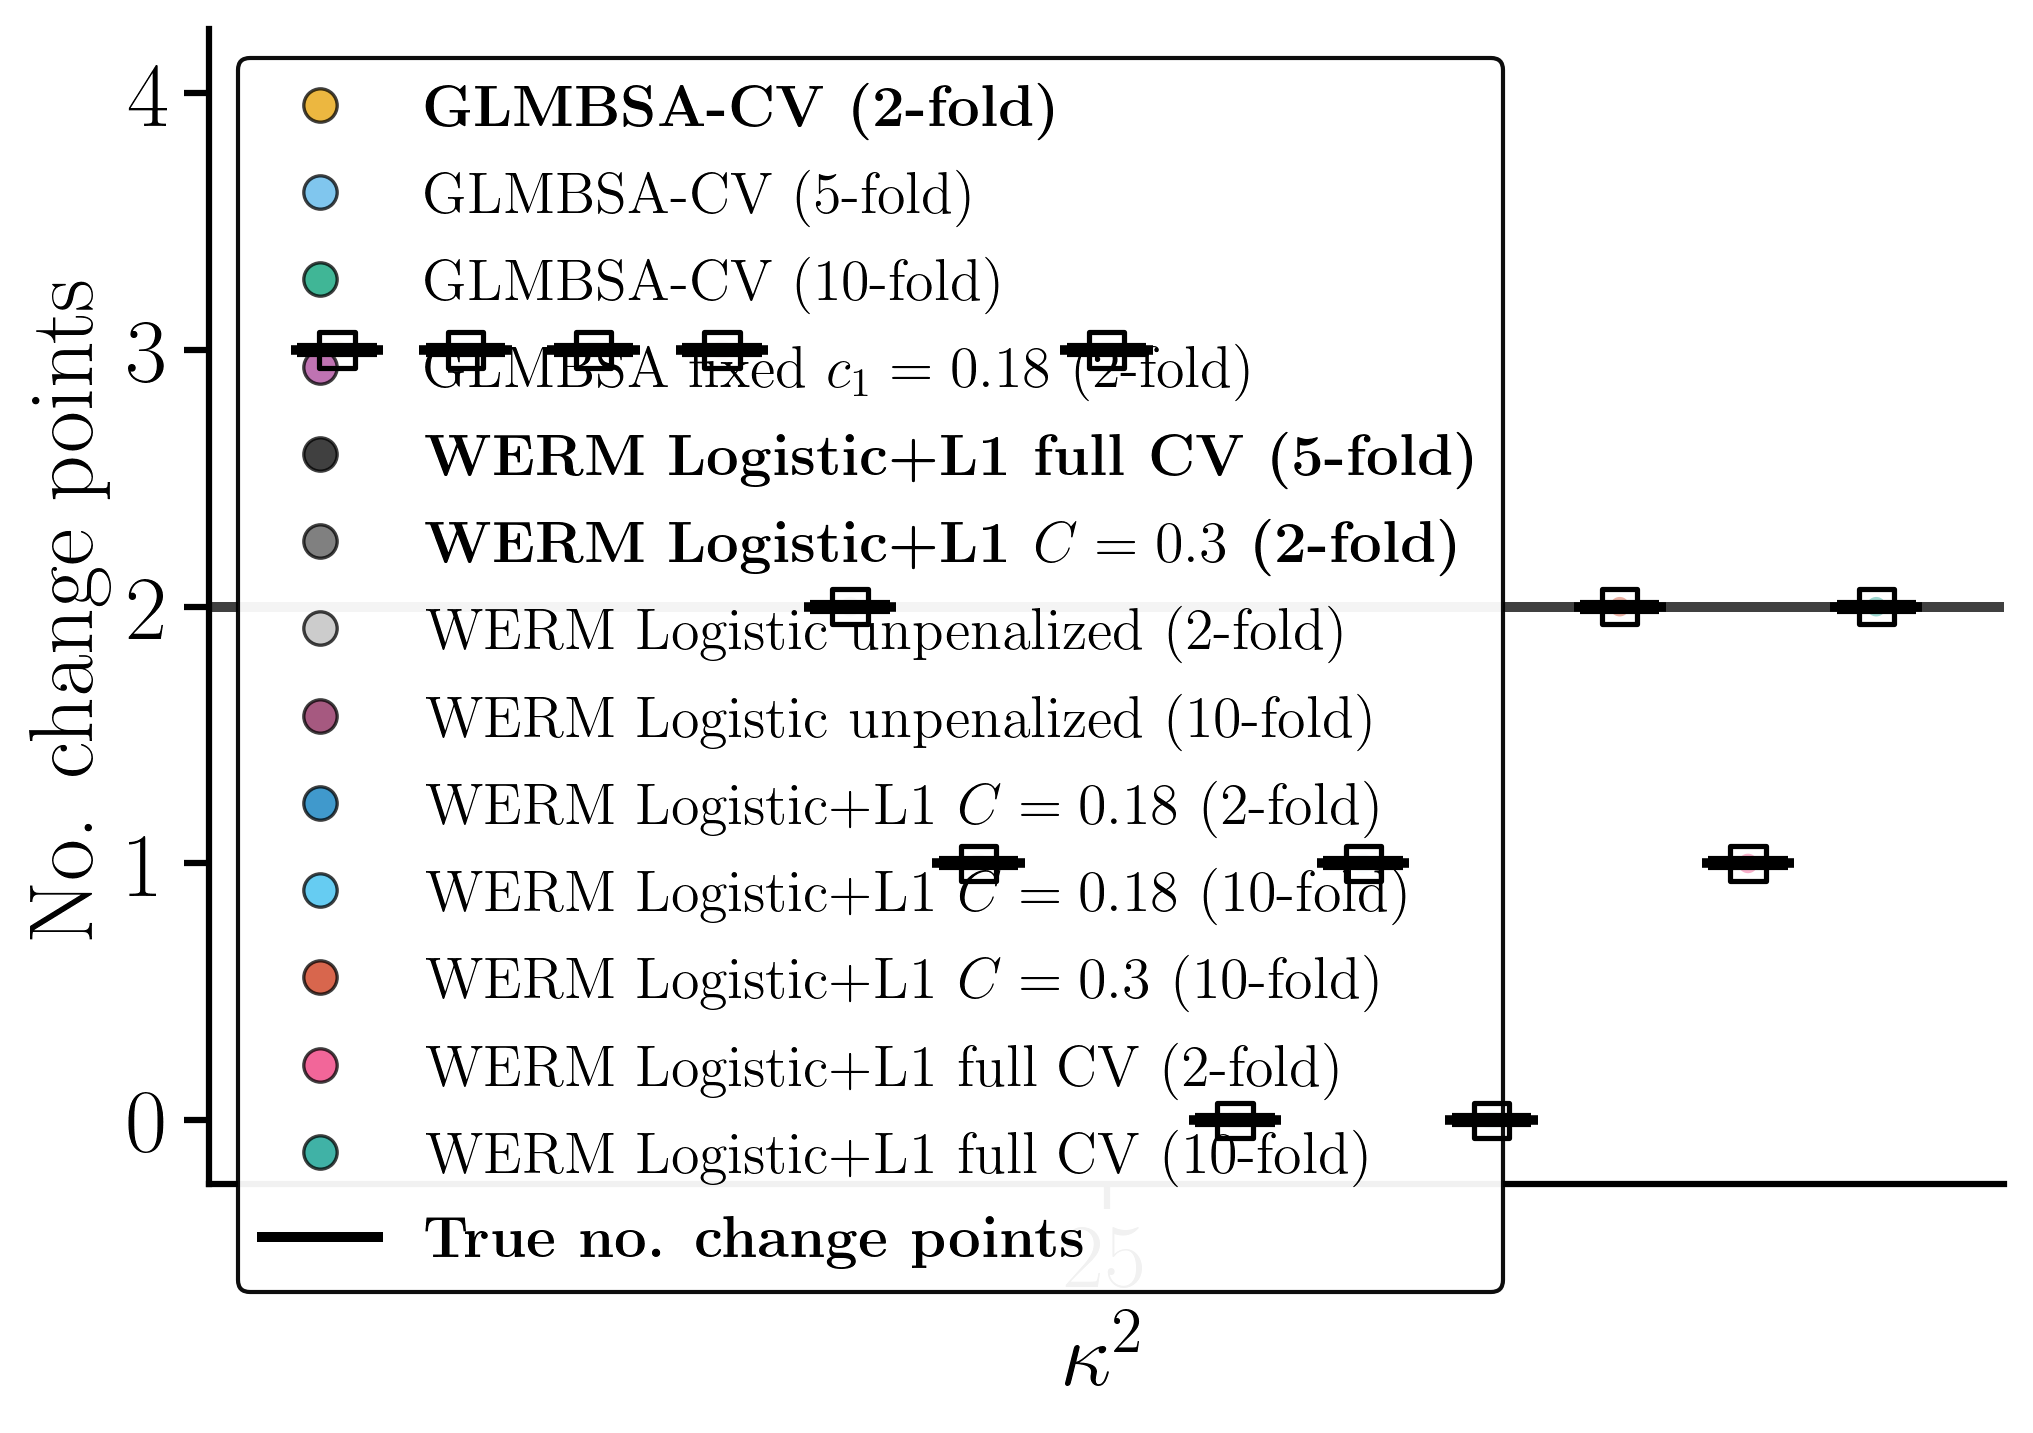 4
3
2
1
0
No. change points
GLMBSA-CV (2-fold)
GLMBSA-CV (5-fold)
GLMBSA-CV (10-fold)
GLMBSA fixed c₁ = 0.18 (2-fold)
WERM Logistic+L1 full CV (5-fold)
WERM Logistic+L1 C = 0.3 (2-fold)
WERM Logistic unpenalized (2-fold)
WERM Logistic unpenalized (10-fold)
WERM Logistic+L1 C = 0.18 (2-fold)
WERM Logistic+L1 C = 0.18 (10-fold)
WERM Logistic+L1 C = 0.3 (10-fold)
WERM Logistic+L1 full CV (2-fold)
WERM Logistic+L1 full CV (10-fold)
True no. change points
25
κ²